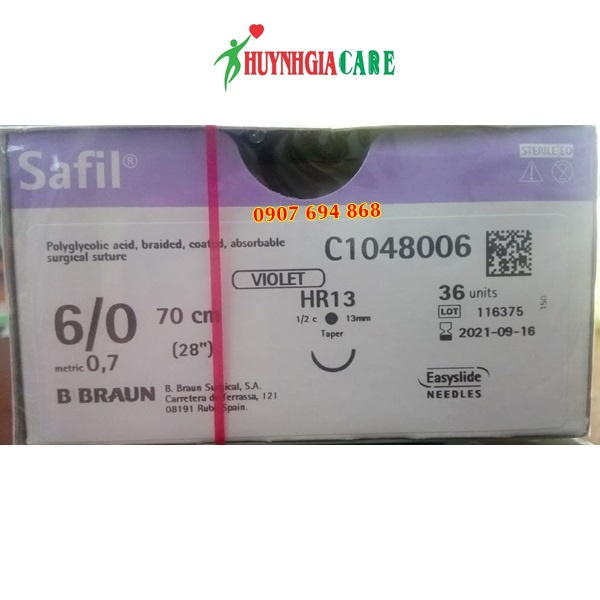 HUYNHGIACARE
Safil®
STERILE EO
0907 694 868
Polyglycolic acid, braided, coated, absorbable
surgical suture
C1048006
VIOLET
6/0 70 cm
(28")
metric 0,7
HR13
1/2 c 13mm
Taper
36 units
LOT 116375
2021-09-16
150
B BRAUN
B. Braun Surgical, S.A.
Carretera de Terrassa, 121
08191 Rubí Spain.
Easyslide
NEEDLES